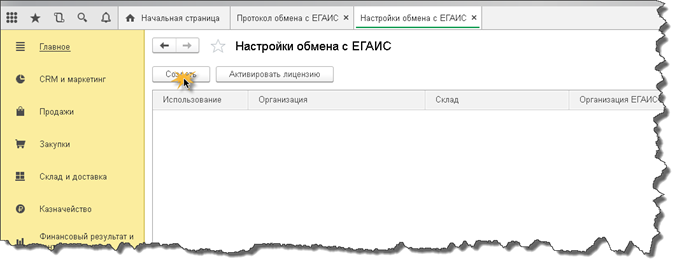 Начальная страница
Протокол обмена с ЕГАИС ×
Настройки обмена с ЕГАИС ×
Главное
Настройки обмена с ЕГАИС
CRM и маркетинг
Создать
Активировать лицензию
Использование
Организация
Склад
Организация ЕГАИС
Продажи
Закупки
Склад и доставка
Казначейство
Финансовый результат и